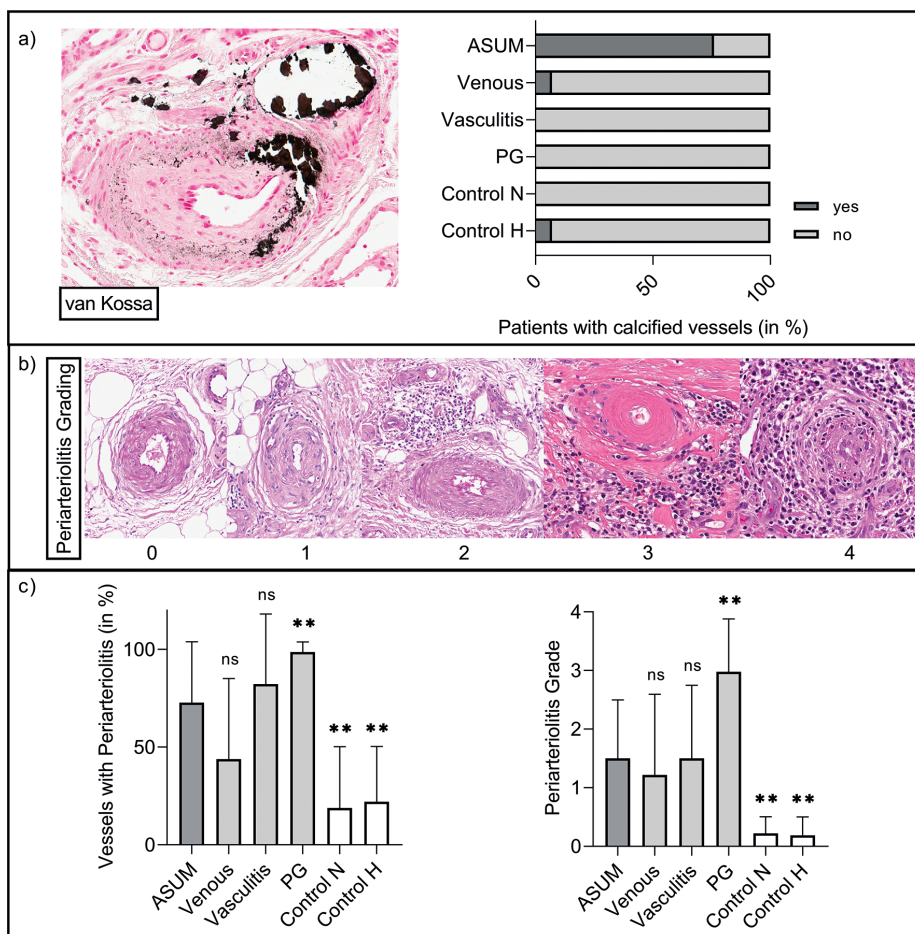 a)
van Kossa
ASUM
Venous
Vasculitis
PG
Control N
Control H
0
50
100
Patients with calcified vessels (in %)
yes
no
b)
Periarteriolitis Grading
0
1
2
3
4
c)
Vessels with Periarteriolitis (in %)
100
50
0
ns
ns
**
**
**
ASUM
Venous
Vasculitis
PG
Control N
Control H
Periarteriolitis Grade
4
3
2
1
0
ns
ns
**
**
**
ASUM
Venous
Vasculitis
PG
Control N
Control H